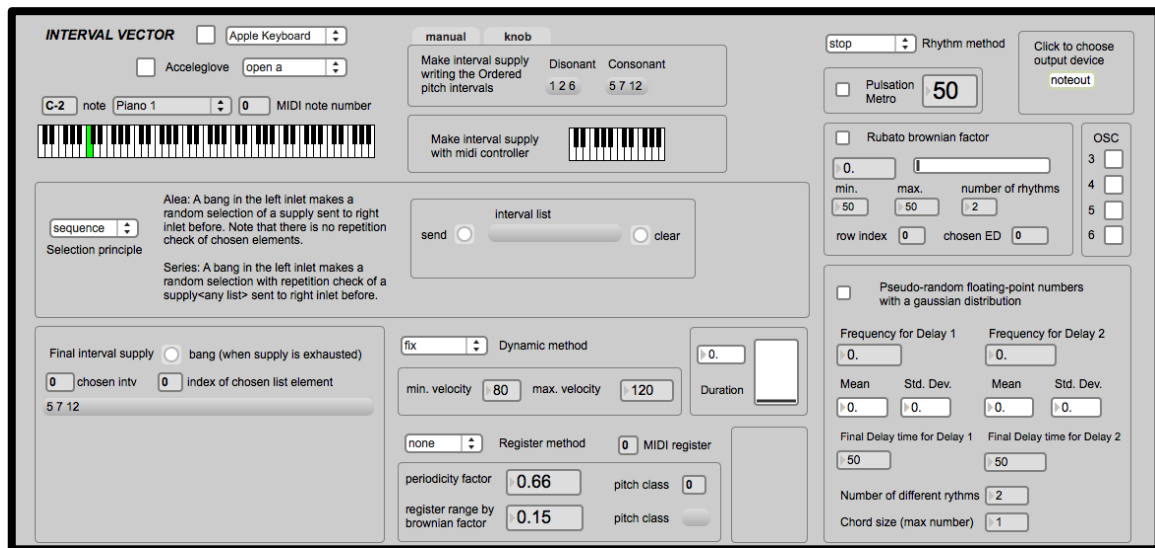 INTERVAL VECTOR
Apple Keyboard
Acceleglove
open a
C-2
note
Piano 1
0
MIDI note number
manual
knob
Make interval supply
writing the Ordered
pitch intervals
Disonant
Consonant
1 2 6
5 7 12
Make interval supply
with midi controller
stop
Rhythm method
Click to choose
output device
noteout
Pulsation
Metro
50
Rubato brownian factor
0.
min.
max.
number of rhythms
50
50
2
row index
0
chosen ED
0
OSC
3
4
5
6
sequence
Selection principle
Alea: A bang in the left inlet makes a
random selection of a supply sent to right
inlet before. Note that there is no repetition
check of chosen elements.
Series: A bang in the left inlet makes a
random selection with repetition check of a
supply<any list> sent to right inlet before.
interval list
send
clear
Final interval supply
bang (when supply is exhausted)
0
chosen intv
0
index of chosen list element
5 7 12
fix
Dynamic method
min. velocity
80
max. velocity
120
0.
Duration
none
Register method
0
MIDI register
periodicity factor
0.66
pitch class
0
register range by
brownian factor
0.15
pitch class
Pseudo-random floating-point numbers
with a gaussian distribution
Frequency for Delay 1
Frequency for Delay 2
0.
0.
Mean
Std. Dev.
Mean
Std. Dev.
0.
0.
0.
0.
Final Delay time for Delay 1
Final Delay time for Delay 2
50
50
Number of different rythms
2
Chord size (max number)
1